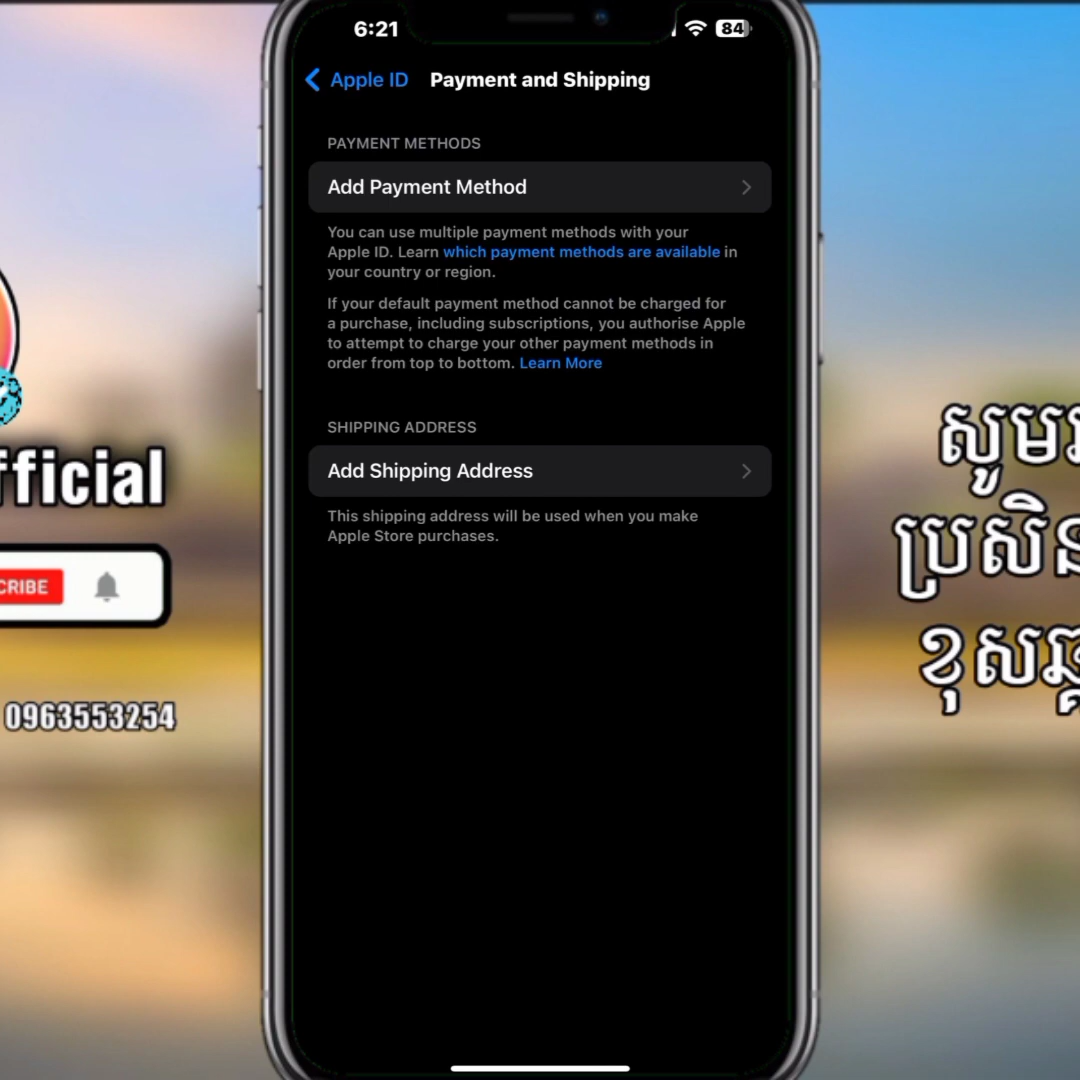 6:21
84
Apple ID
Payment and Shipping
PAYMENT METHODS
Add Payment Method
You can use multiple payment methods with your
Apple ID. Learn which payment methods are available in
your country or region.
If your default payment method cannot be charged for
a purchase, including subscriptions, you authorise Apple
to attempt to charge your other payment methods in
order from top to bottom. Learn More
SHIPPING ADDRESS
Add Shipping Address
This shipping address will be used when you make
Apple Store purchases.
fficial
CRIBE
0963553254
សូម
ប្រសិន
ខុស